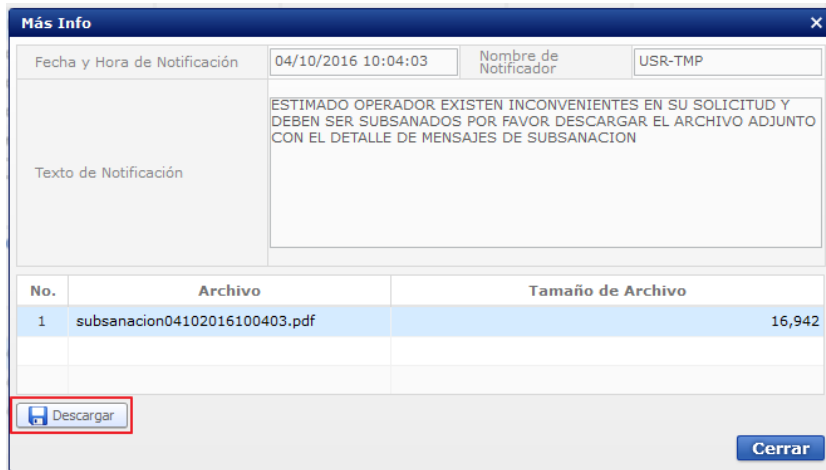 Más Info
Fecha y Hora de Notificación
04/10/2016 10:04:03
Nombre de
Notificador
USR-TMP
Texto de Notificación
ESTIMADO OPERADOR EXISTEN INCONVENIENTES EN SU SOLICITUD Y
DEBEN SER SUBSANADOS POR FAVOR DESCARGAR EL ARCHIVO ADJUNTO
CON EL DETALLE DE MENSAJES DE SUBSANACION
No. Archivo Tamaño de Archivo
1 subsanacion04102016100403.pdf 16,942
Descargar
Cerrar